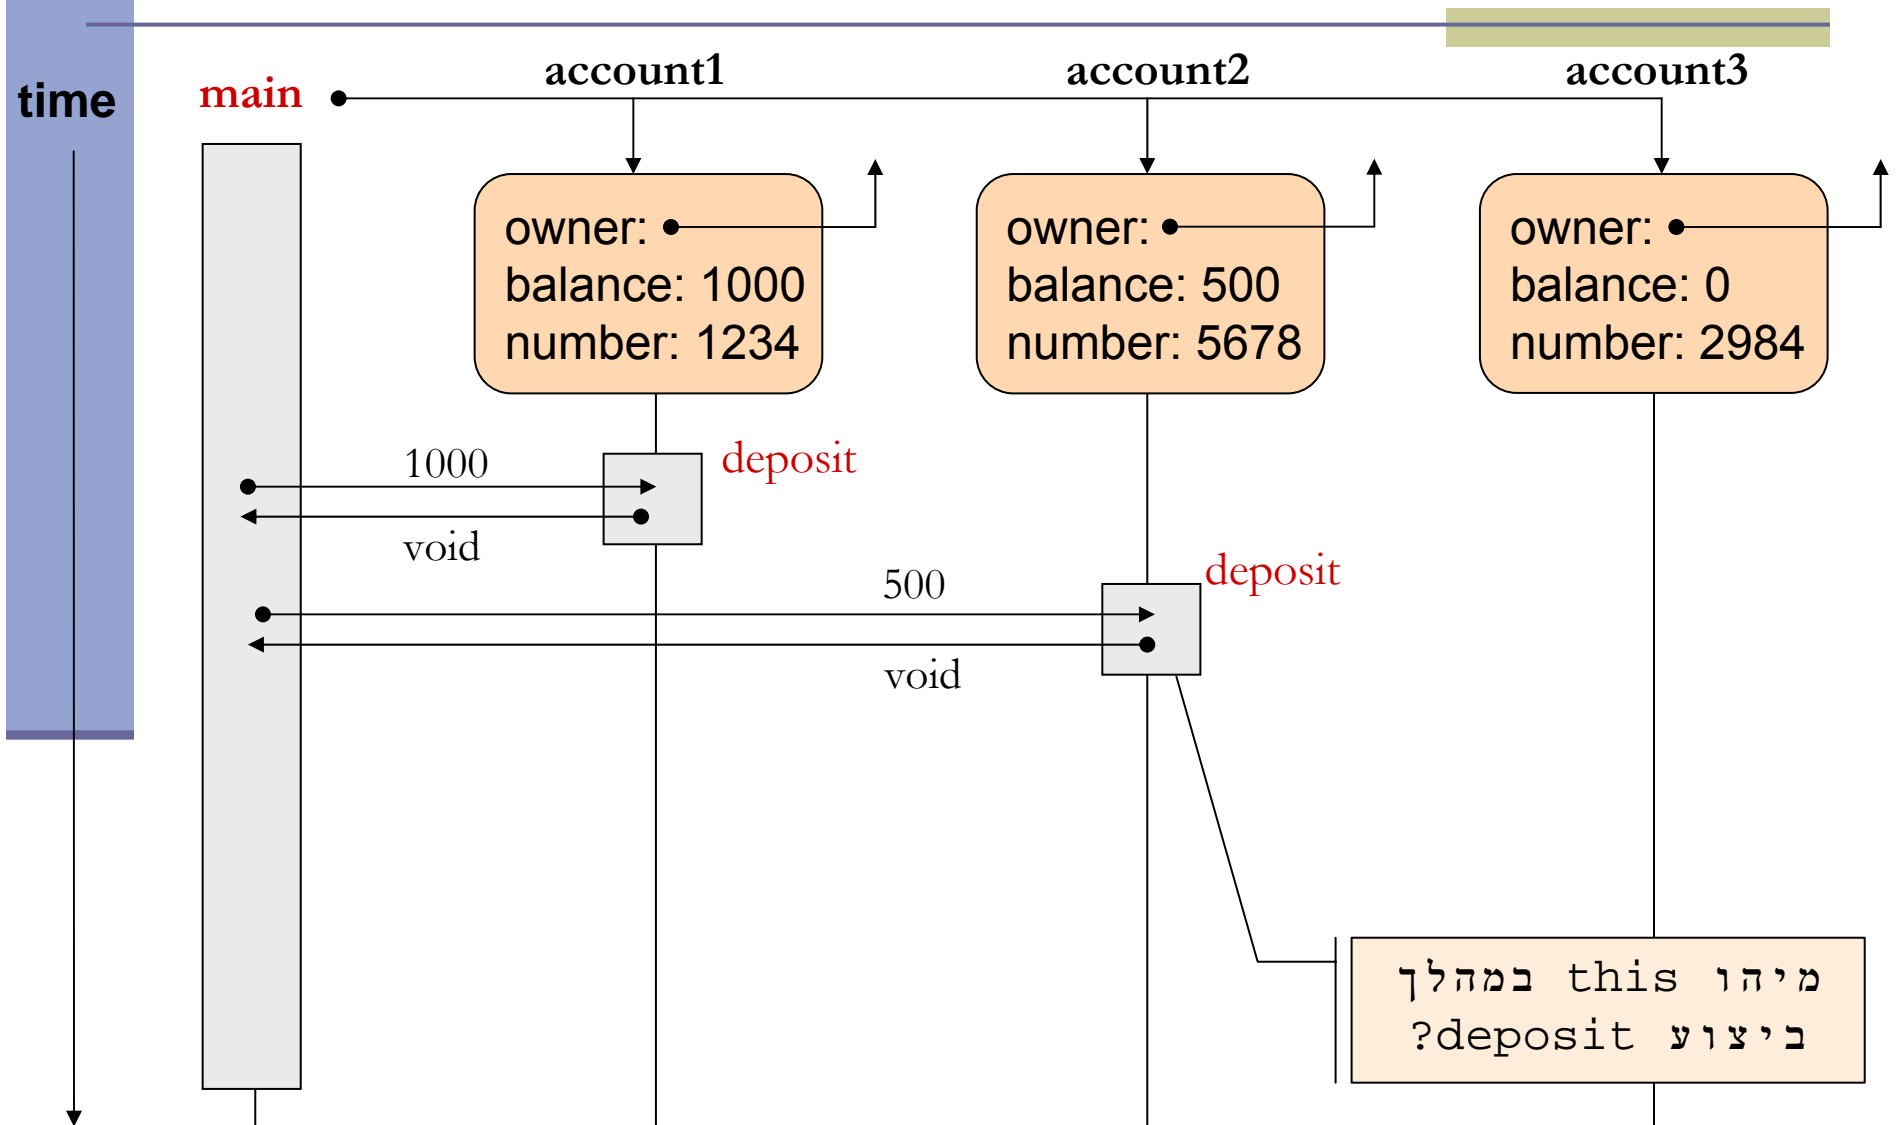 time
main
account1
account2
account3
owner:
balance: 1000
number: 1234
owner:
balance: 500
number: 5678
owner:
balance: 0
number: 2984
1000
deposit
void
500
deposit
void
מיהו this במהלך
ביצוע deposit?